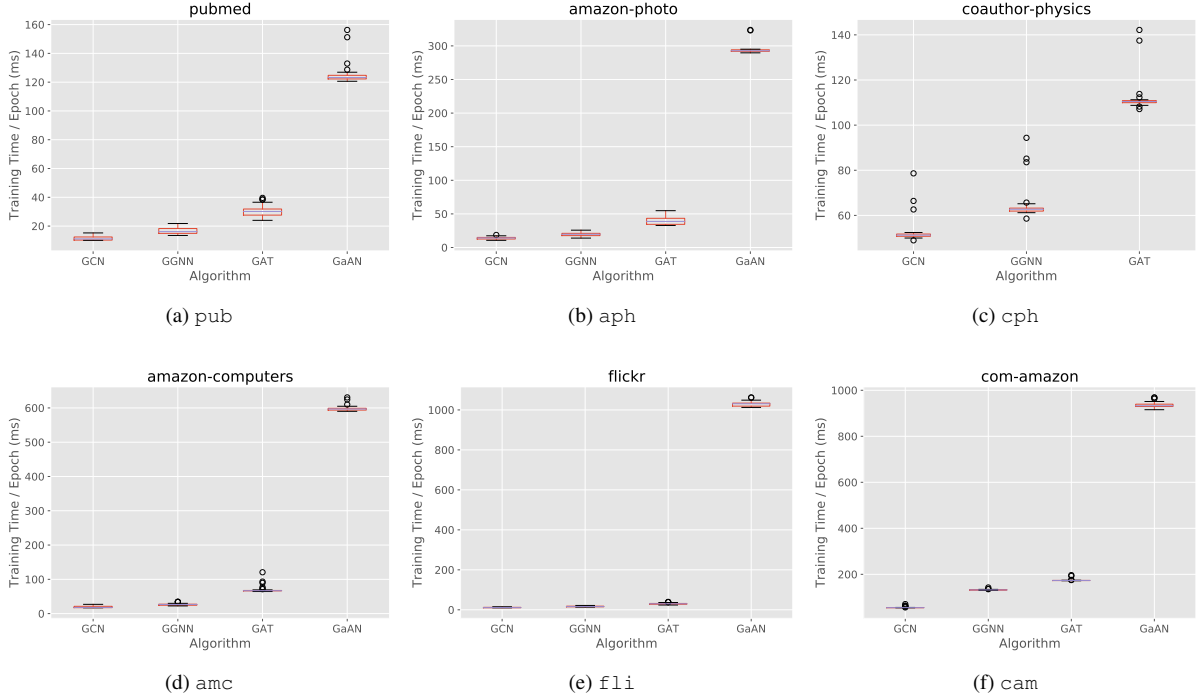 pubmed
Training Time / Epoch (ms)
160
140
120
100
80
60
40
20
GCN GGNN GAT GaAN
Algorithm
(a) pub
amazon-photo
Training Time / Epoch (ms)
300
250
200
150
100
50
0
GCN GGNN GAT GaAN
Algorithm
(b) aph
coauthor-physics
Training Time / Epoch (ms)
140
120
100
80
60
GCN GGNN GAT
Algorithm
(c) cph
amazon-computers
Training Time / Epoch (ms)
600
500
400
300
200
100
0
GCN GGNN GAT GaAN
Algorithm
(d) amc
flickr
Training Time / Epoch (ms)
1000
800
600
400
200
0
GCN GGNN GAT GaAN
Algorithm
(e) fli
com-amazon
Training Time / Epoch (ms)
1000
800
600
400
200
GCN GGNN GAT GaAN
Algorithm
(f) cam